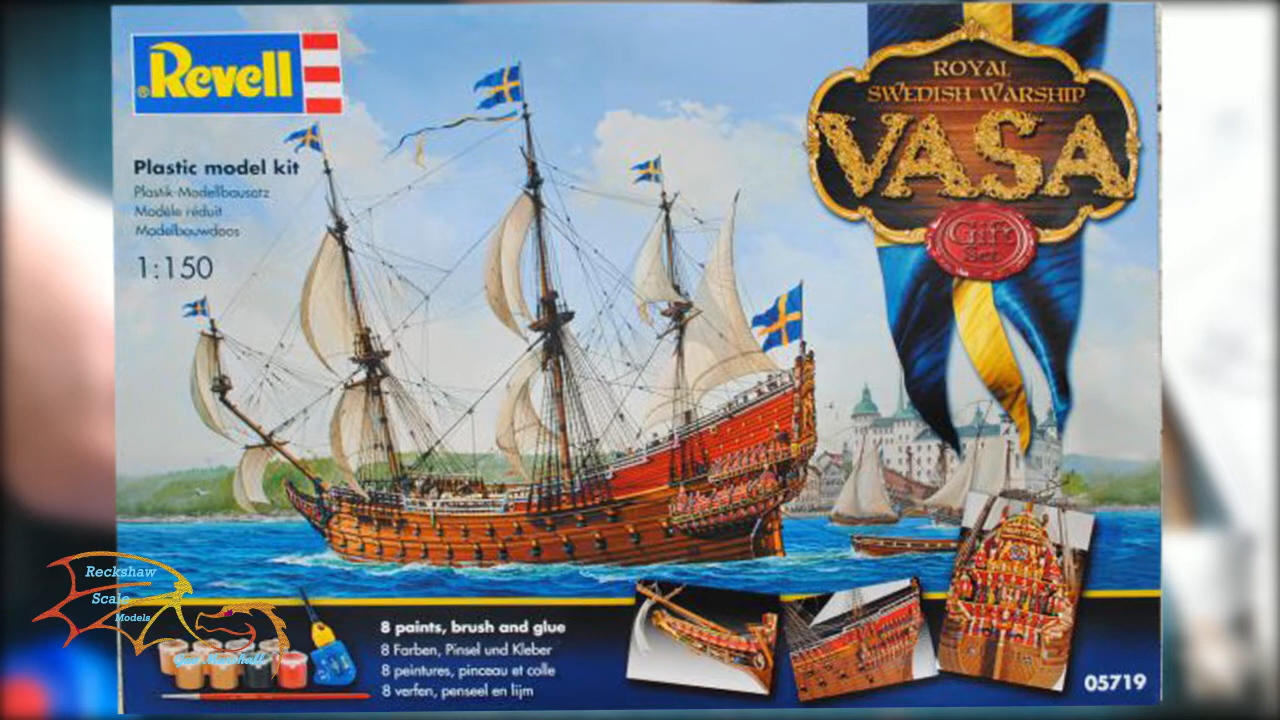 Revell
Plastic model kit
Plastik-Modellbausatz
Modèle réduit
Modelbouwdoos
1:150
ROYAL
SWEDISH WARSHIP
VASA
Gift
Set
Reckshaw
Scale
Models
8 paints, brush and glue
8 Farben, Pinsel und Kleber
8 peintures, pinceau et colle
8 verfen, penseel en lijm
05719